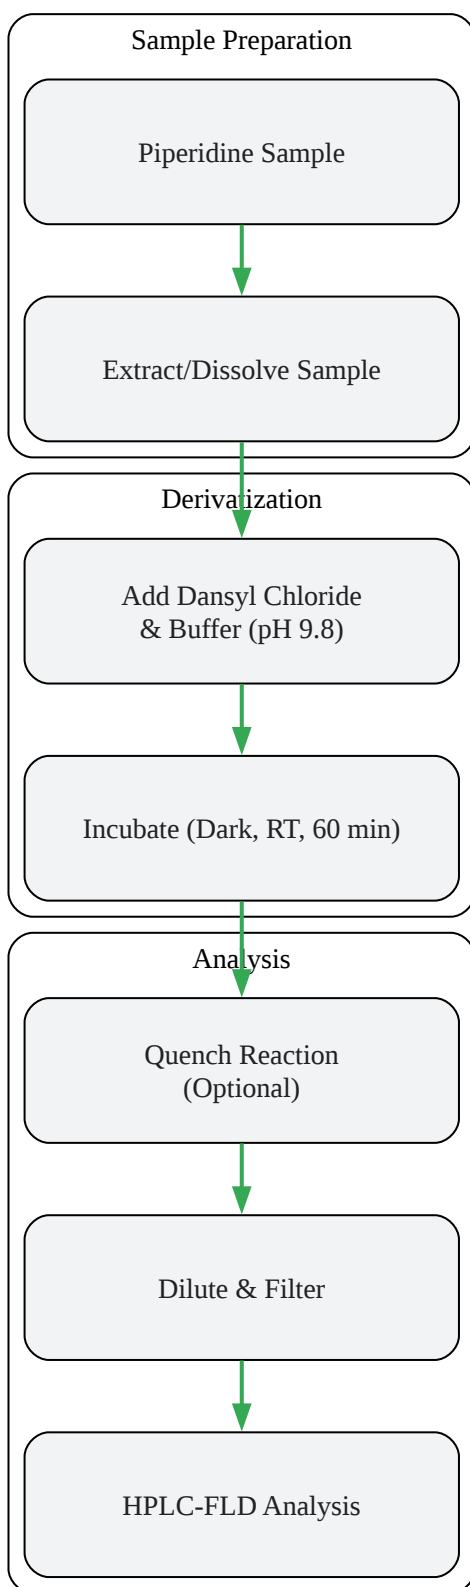 Sample Preparation
Piperidine Sample
Extract/Dissolve Sample
Derivatization
Add Dansyl Chloride
& Buffer (pH 9.8)
Incubate (Dark, RT, 60 min)
Analysis
Quench Reaction
(Optional)
Dilute & Filter
HPLC-FLD Analysis